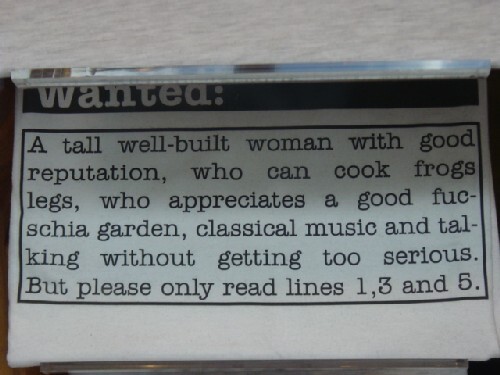 Wanted:
A tall well-built woman with good
reputation, who can cook frogs
legs, who appreciates a good fuc-
schia garden, classical music and tal-
king without getting too serious.
But please only read lines 1,3 and 5.